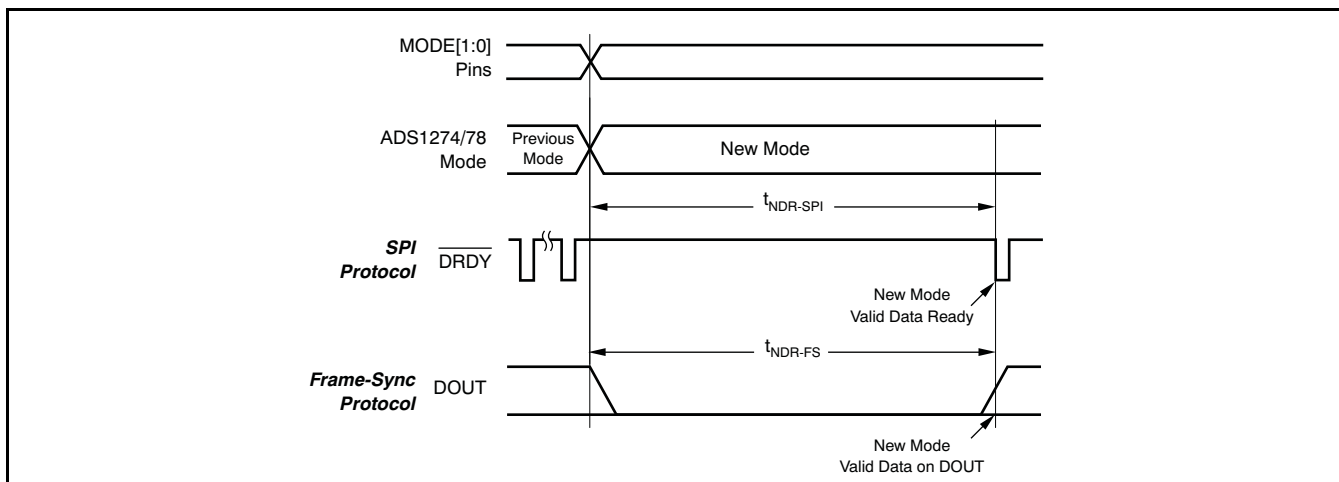 MODE[1:0]
Pins
ADS1274/78
Mode
Previous
Mode
New Mode
tNDR-SPI
SPI
Protocol
DRDY
New Mode
Valid Data Ready
tNDR-FS
Frame-Sync
Protocol
DOUT
New Mode
Valid Data on DOUT